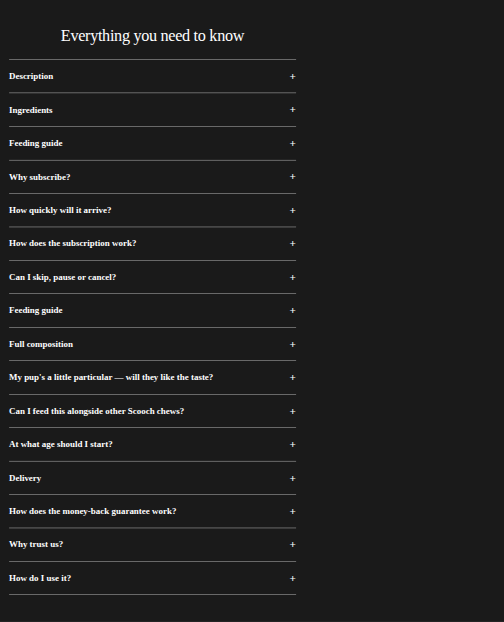 Everything you need to know
Description +
Ingredients +
Feeding guide +
Why subscribe? +
How quickly will it arrive? +
How does the subscription work? +
Can I skip, pause or cancel? +
Feeding guide +
Full composition +
My pup's a little particular — will they like the taste? +
Can I feed this alongside other Scooch chews? +
At what age should I start? +
Delivery +
How does the money-back guarantee work? +
Why trust us? +
How do I use it? +